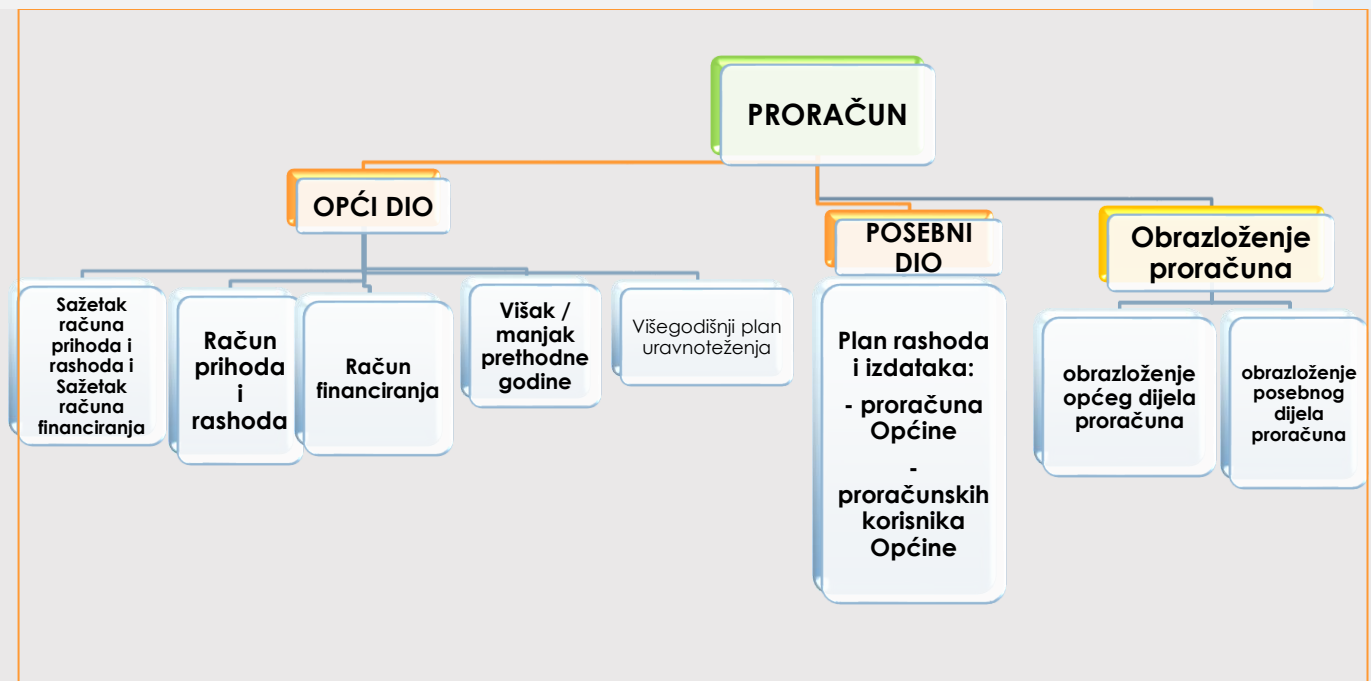 PRORAČUN
OPĆI DIO
Sažetak
računa
prihoda i
rashoda i
Sažetak
računa
financiranja
Račun
prihoda
i
rashoda
Račun
financiranja
Višak /
manjak
prethodne
godine
Višegodišnji plan
uravnoteženja
POSEBNI
DIO
Plan rashoda
i izdataka:
- proračuna
Općine
-
proračunskih
korisnika
Općine
Obrazloženje
proračuna
obrazloženje
općeg dijela
proračuna
obrazloženje
posebnog
dijela
proračuna